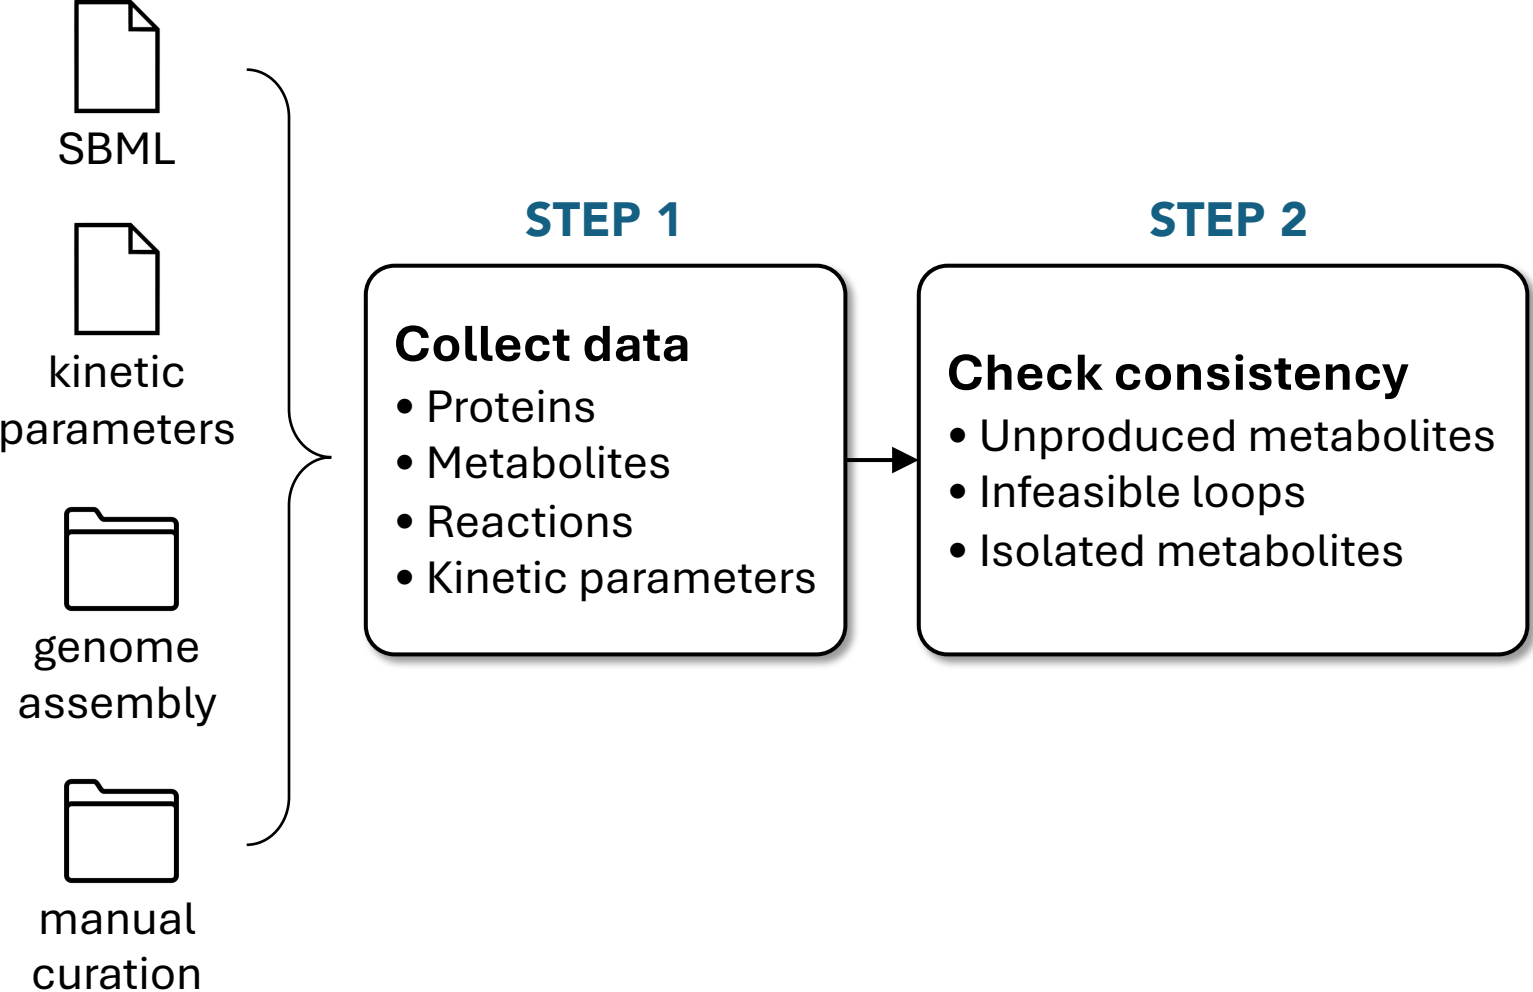 SBML
kinetic
parameters
genome
assembly
manual
curation
STEP 1
Collect data
• Proteins
• Metabolites
• Reactions
• Kinetic parameters
STEP 2
Check consistency
• Unproduced metabolites
• Infeasible loops
• Isolated metabolites